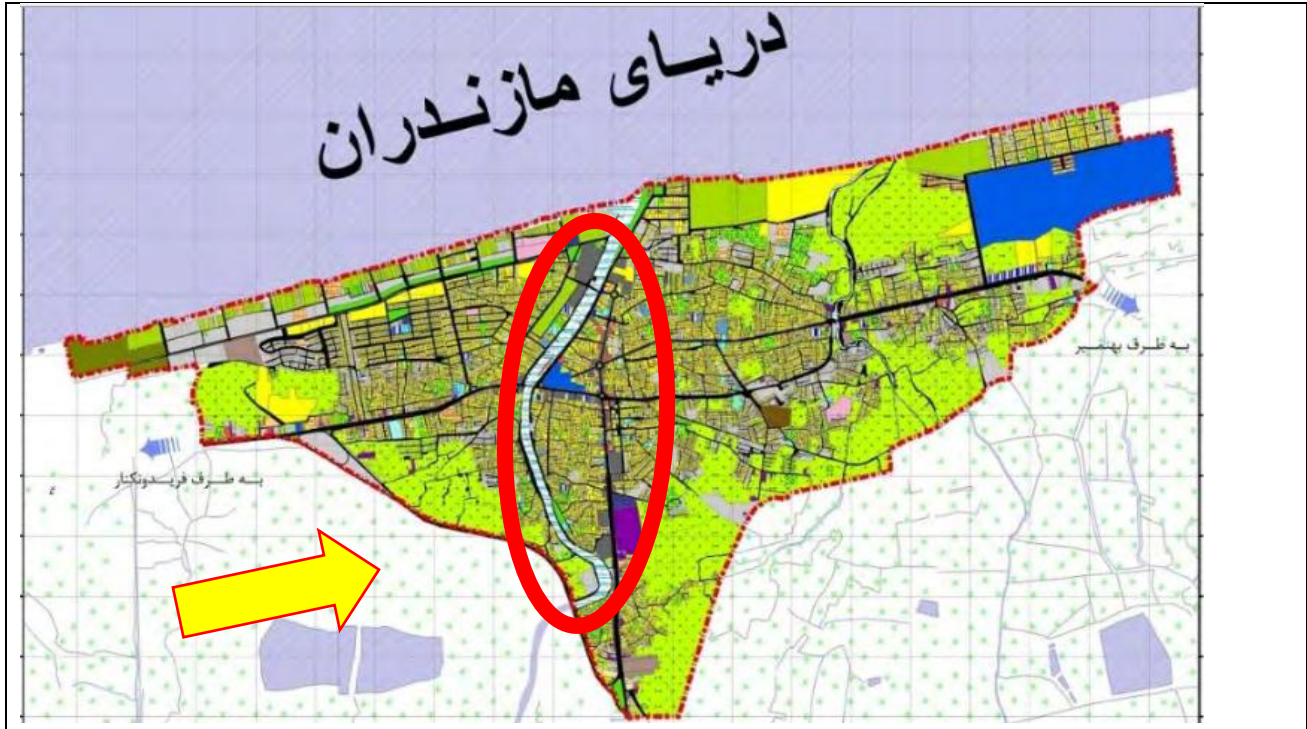 دریای مازندران
به طرف بهنمیر
به طرف فریدونکنار